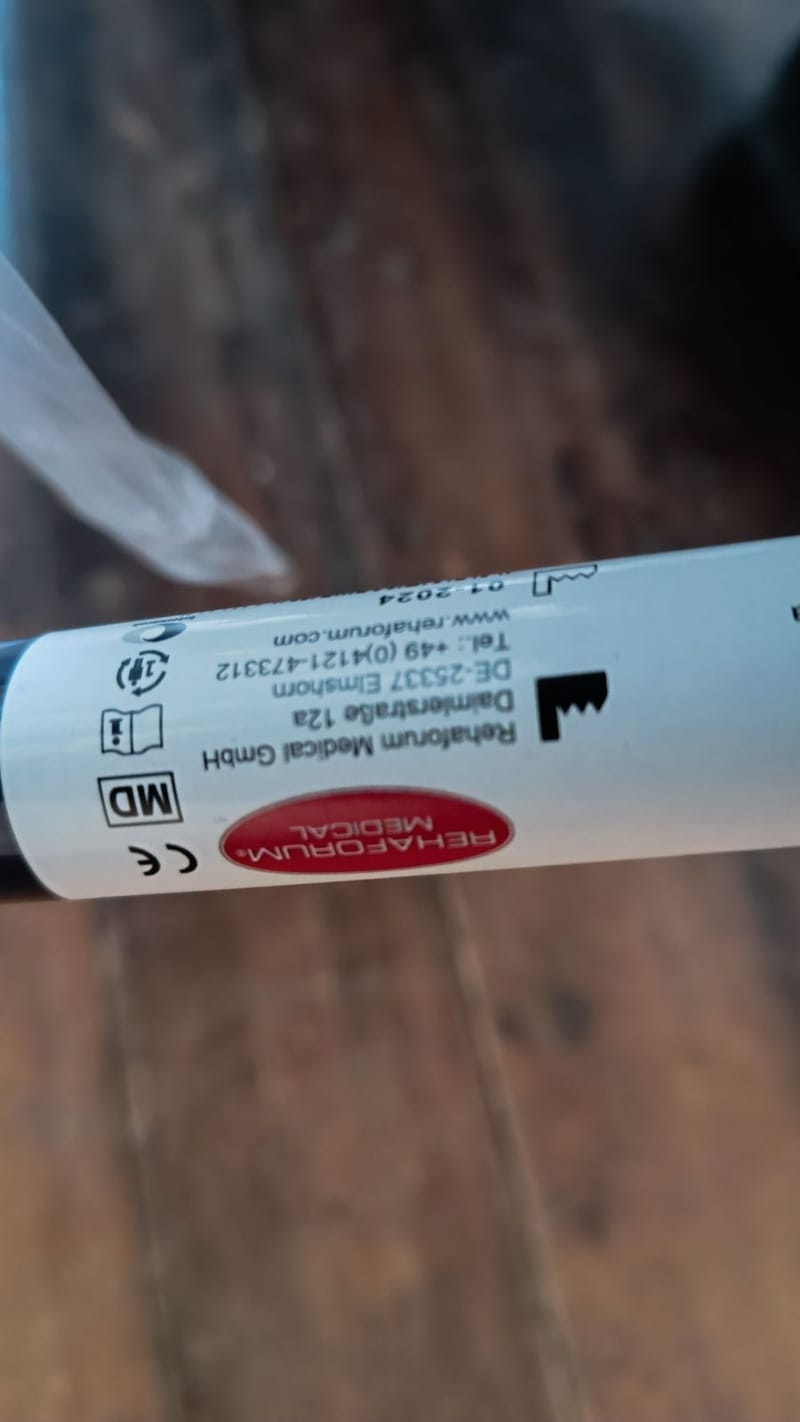 REHAFORUM
MEDICAL®
Rehaforum Medical GmbH
Daimlerstraße 12a
DE-25337 Elmshorn
Tel.: +49 (0)4121-473312
www.rehaforum.com
01-2024
CE
MD
i
1